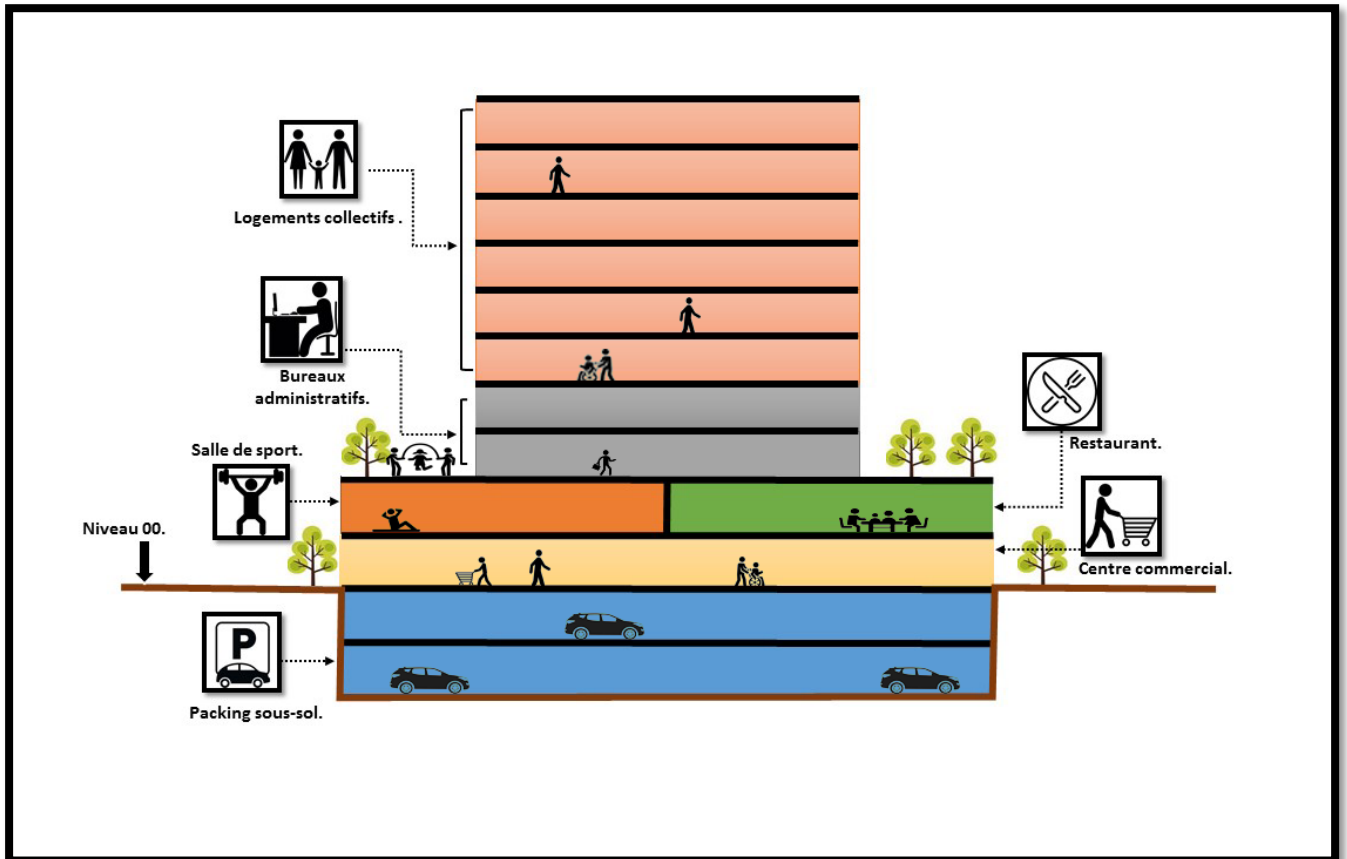 Logements collectifs .
Bureaux
administratifs.
Salle de sport.
Restaurant.
Niveau 00.
Centre commercial.
P
Packing sous-sol.